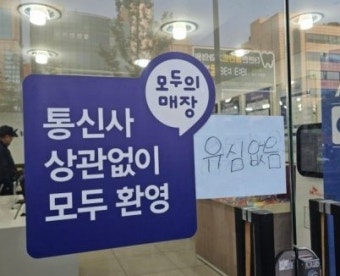 모두의
매장
통신사
상관없이
모두 환영
유심없음